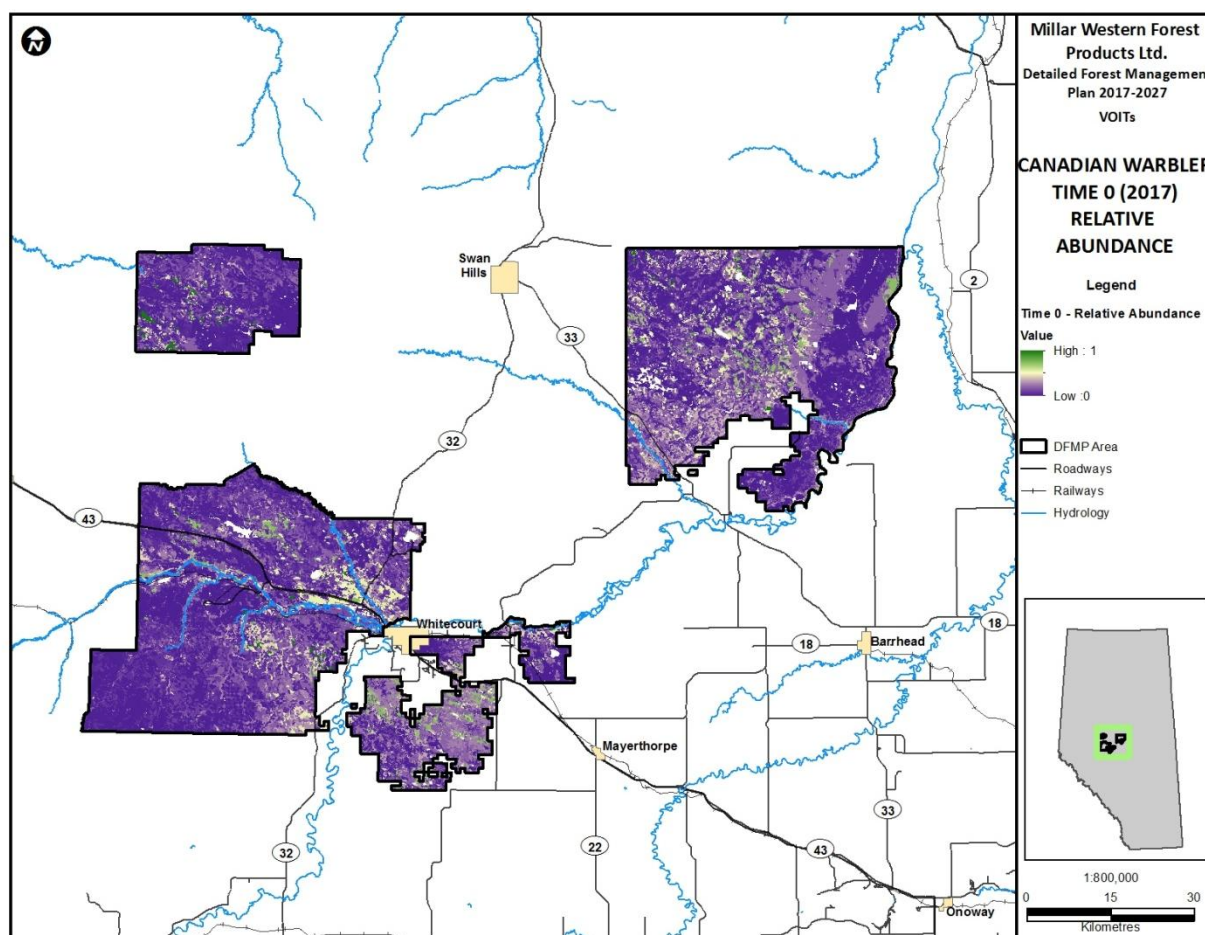 N
Millar Western Forest
Products Ltd.
Detailed Forest Management
Plan 2017-2027
VOITs
CANADIAN WARBLER
TIME 0 (2017)
RELATIVE
ABUNDANCE
Legend
Time 0 - Relative Abundance
Value
High : 1
Low :0
DFMP Area
Roadways
Railways
Hydrology
1:800,000
0 15 30
Kilometres
Swan
Hills
2
33
32
43
Whitecourt
18
Barrhead
18
Mayerthorpe
33
32
22
43
Onoway